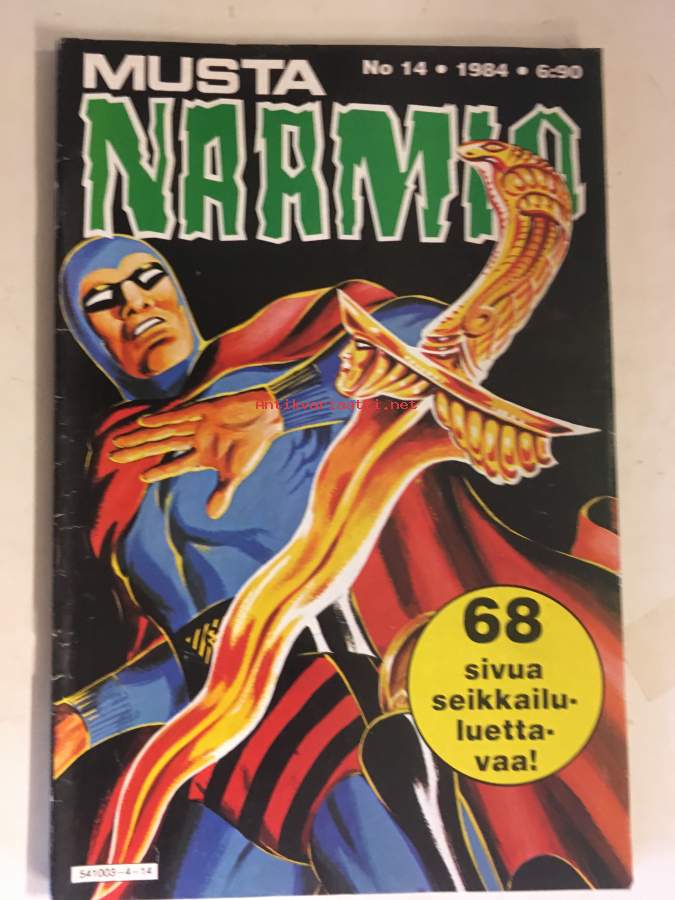 MUSTA
No 14 • 1984 • 6:90
NAAMIO
Antikvariaatti.net
68
sivua
seikkailu-
luetta-
vaa!
541003-4-14